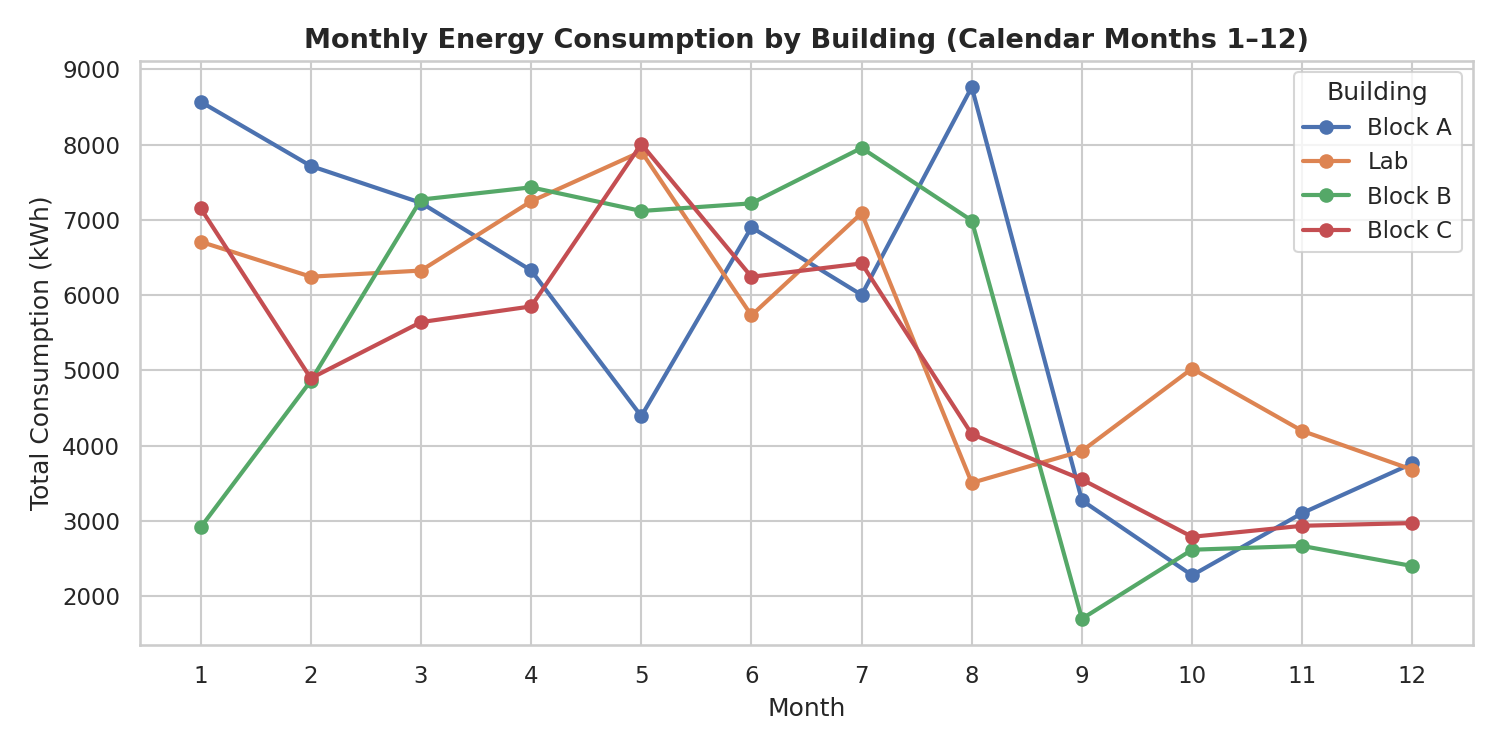 Monthly Energy Consumption by Building (Calendar Months 1–12)
Total Consumption (kWh)
9000
8000
7000
6000
5000
4000
3000
2000
Building
Block A
Lab
Block B
Block C
1 2 3 4 5 6 7 8 9 10 11 12
Month